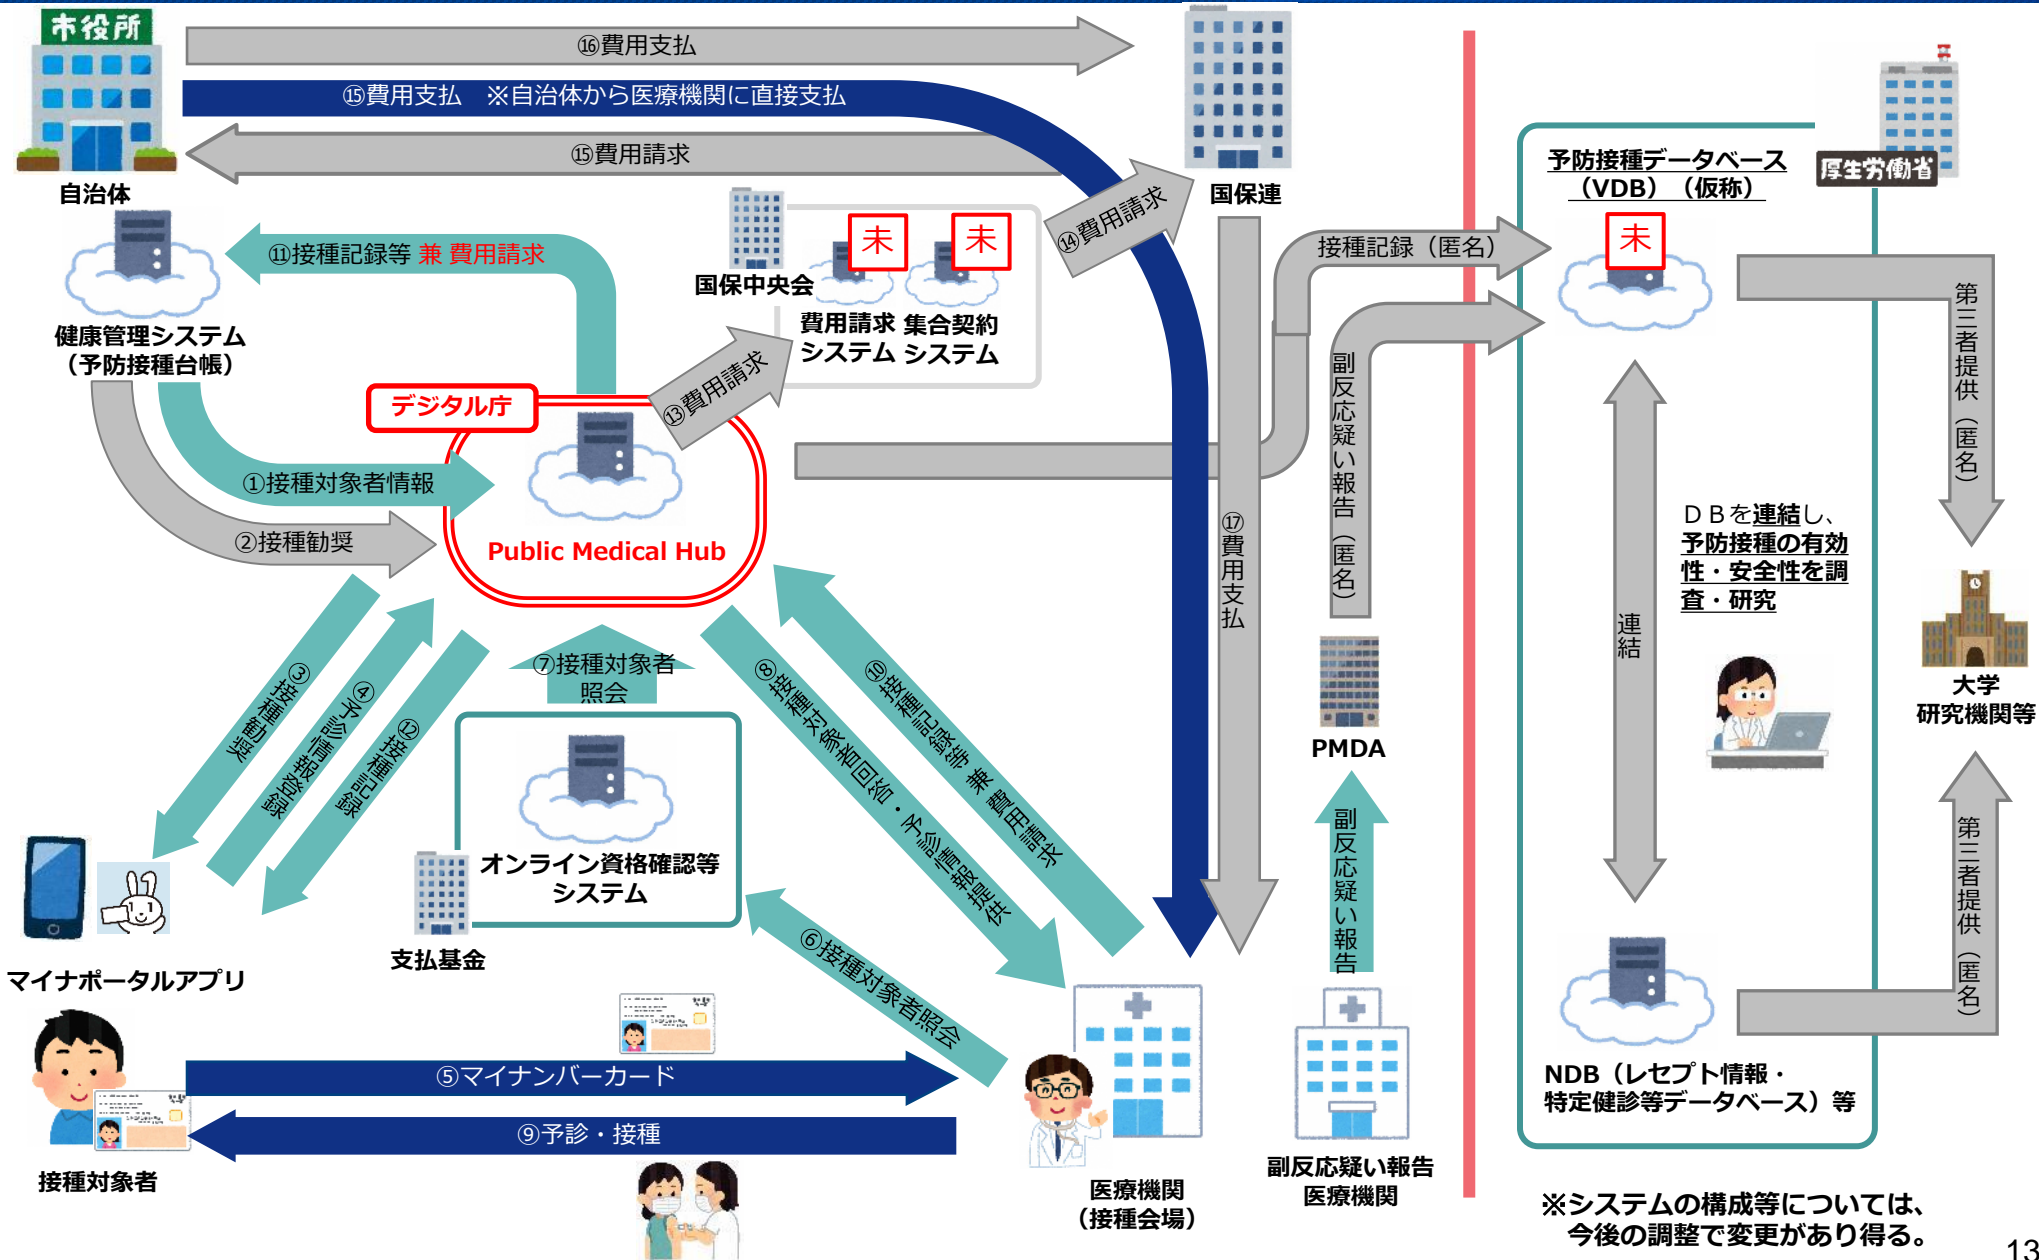 市役所
⑯費用支払
⑮費用支払　※自治体から医療機関に直接支払
⑮費用請求
自治体
国保連
⑭費用請求
⑪接種記録等 兼 費用請求
国保中央会
未
未
費用請求
システム
集合契約
システム
健康管理システム
（予防接種台帳）
⑬費用請求
デジタル庁
①接種対象者情報
②接種勧奨
Public Medical Hub
③接種勧奨
④予診情報登録
⑫接種記録
⑦接種対象者
照会
⑧接種対象者回答・予診情報提供
⑩接種記録等 兼 費用請求
オンライン資格確認等
システム
支払基金
⑥接種対象者照会
マイナポータルアプリ
⑤マイナンバーカード
⑨予診・接種
接種対象者
医療機関
（接種会場）
⑰費用支払
接種記録（匿名）
副反応疑い報告（匿名）
PMDA
副反応疑い報告
副反応疑い報告
医療機関
予防接種データベース
（VDB）（仮称）
厚生労働省
未
第三者提供（匿名）
連結
ＤＢを連結し、
予防接種の有効
性・安全性を調
査・研究
大学
研究機関等
第三者提供（匿名）
NDB（レセプト情報・
特定健診等データベース）等
※システムの構成等については、
今後の調整で変更があり得る。
13